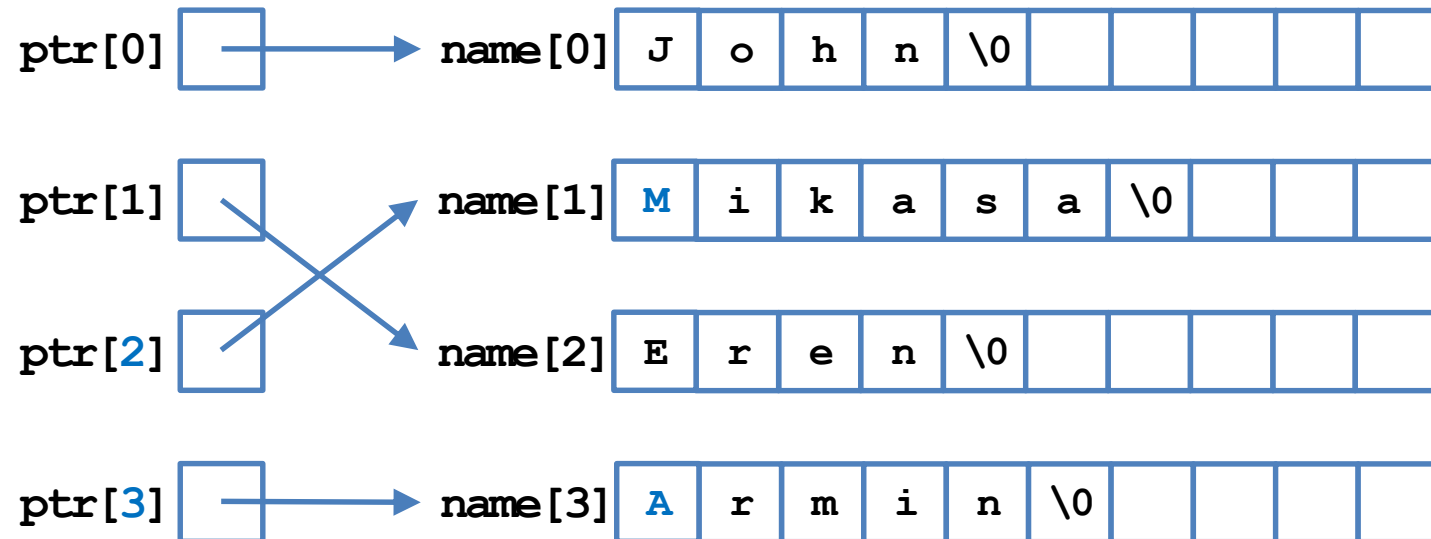 ptr[0] name[0] J o h n \0
ptr[1] name[1] M i k a s a \0
ptr[2] name[2] E r e n \0
ptr[3] name[3] A r m i n \0